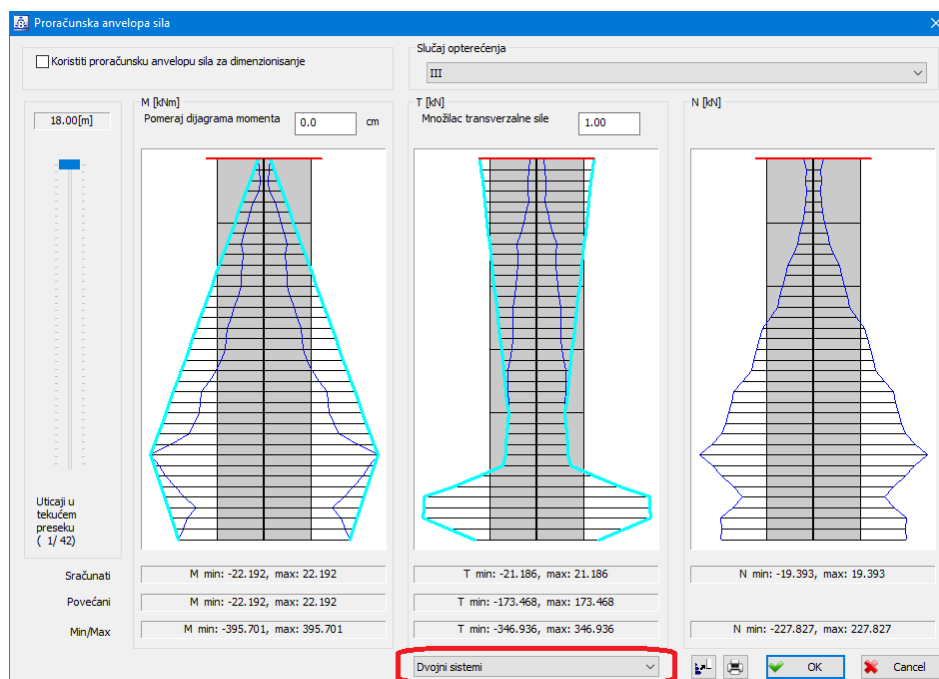 Proračunska anvelopa sila
Koristiti proračunsku anvelopu sila za dimenzionisanje
Slučaj opterećenja
III
18.00[m]
M [kNm]
Pomeraj dijagrama momenta 0.0 cm
T [kN]
Množilac transverzalne sile 1.00
N [kN]
Uticaji u
tekućem
preseku
( 1/ 42)
Sračunati M min: -22.192, max: 22.192 T min: -21.186, max: 21.186 N min: -19.393, max: 19.393
Povećani M min: -22.192, max: 22.192 T min: -173.468, max: 173.468
Min/Max M min: -395.701, max: 395.701 T min: -346.936, max: 346.936 N min: -227.827, max: 227.827
Dvojni sistemi OK Cancel